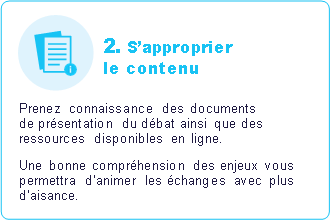 2. S'approprier
le contenu
Prenez connaissance des documents
de présentation du débat ainsi que des
ressources disponibles en ligne.
Une bonne compréhension des enjeux vous
permettra d'animer les échanges avec plus
d'aisance.